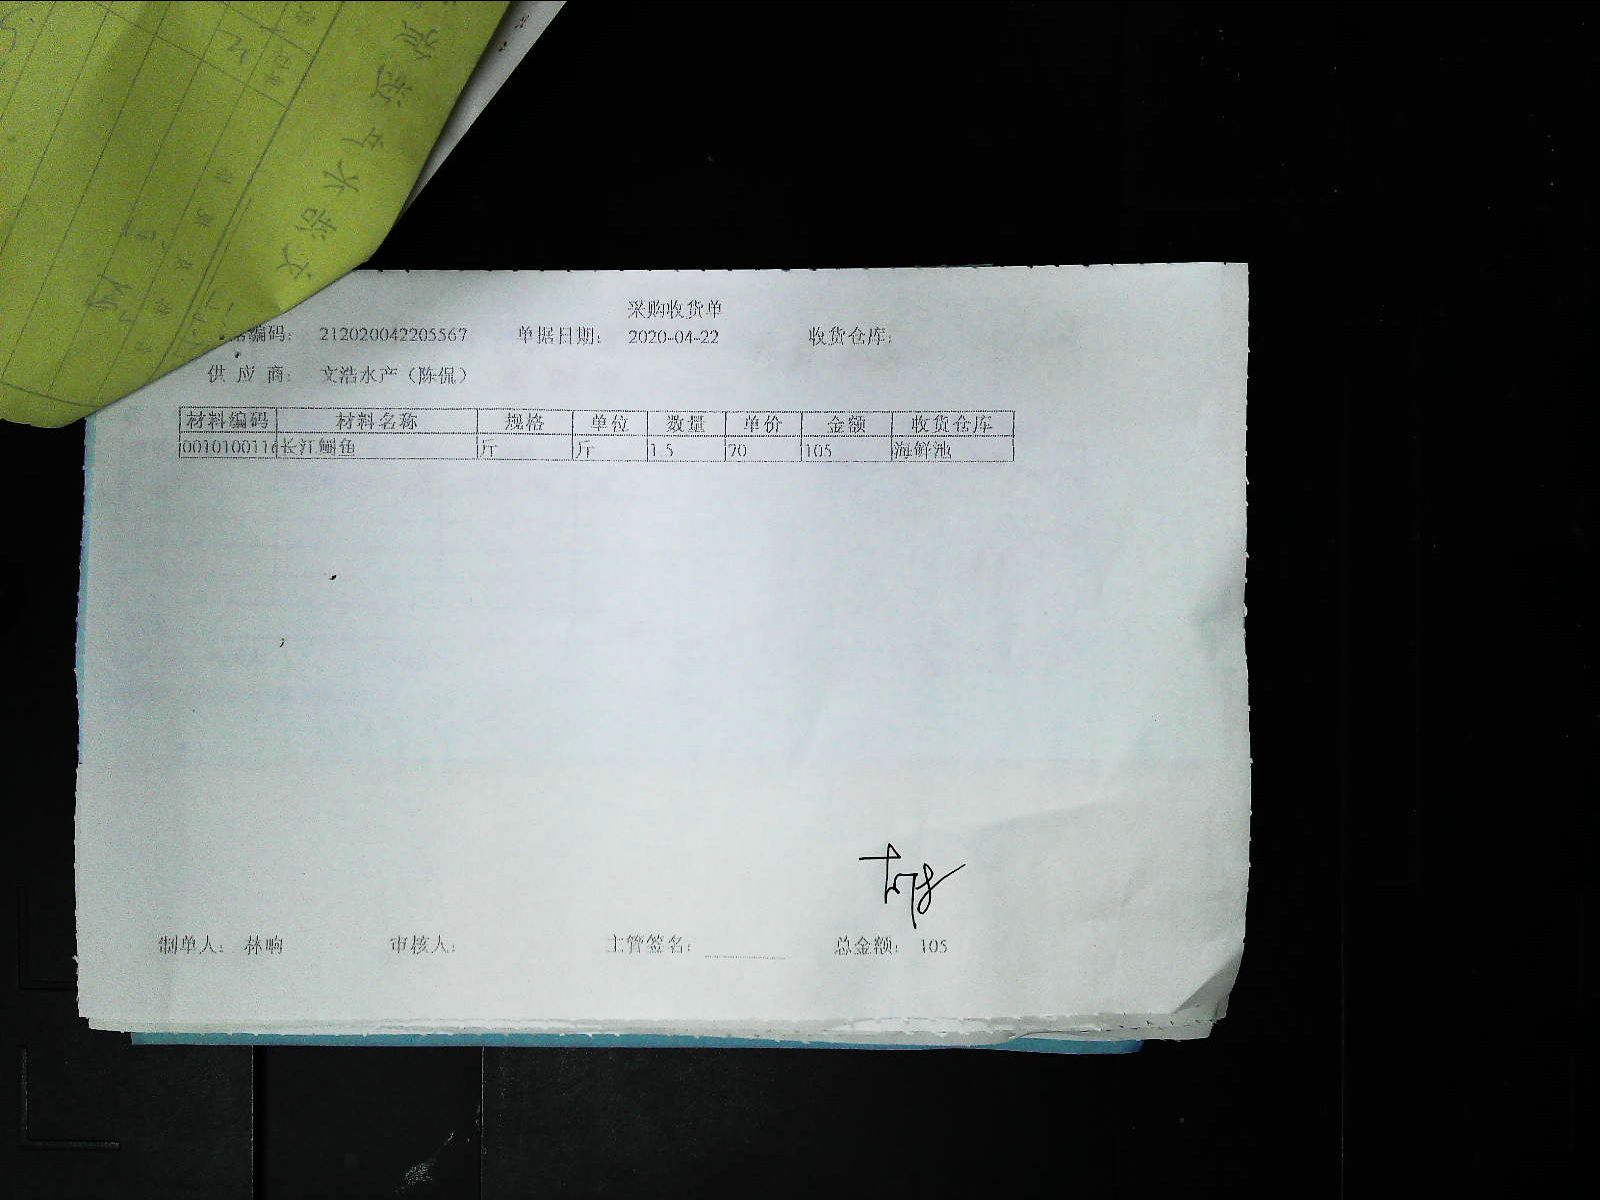 采购收货单
编码： 212020042205567 单据日期： 2020-04-22 收货仓库：
供 应 商： 文浩水产（陈侃）
材料编码 材料名称 规格 单位 数量 单价 金额 收货仓库
0010100116 长江鮰鱼 斤 斤 1.5 70 105 海鲜池
制单人： 林响 审核人： 主管签名： 总金额： 105